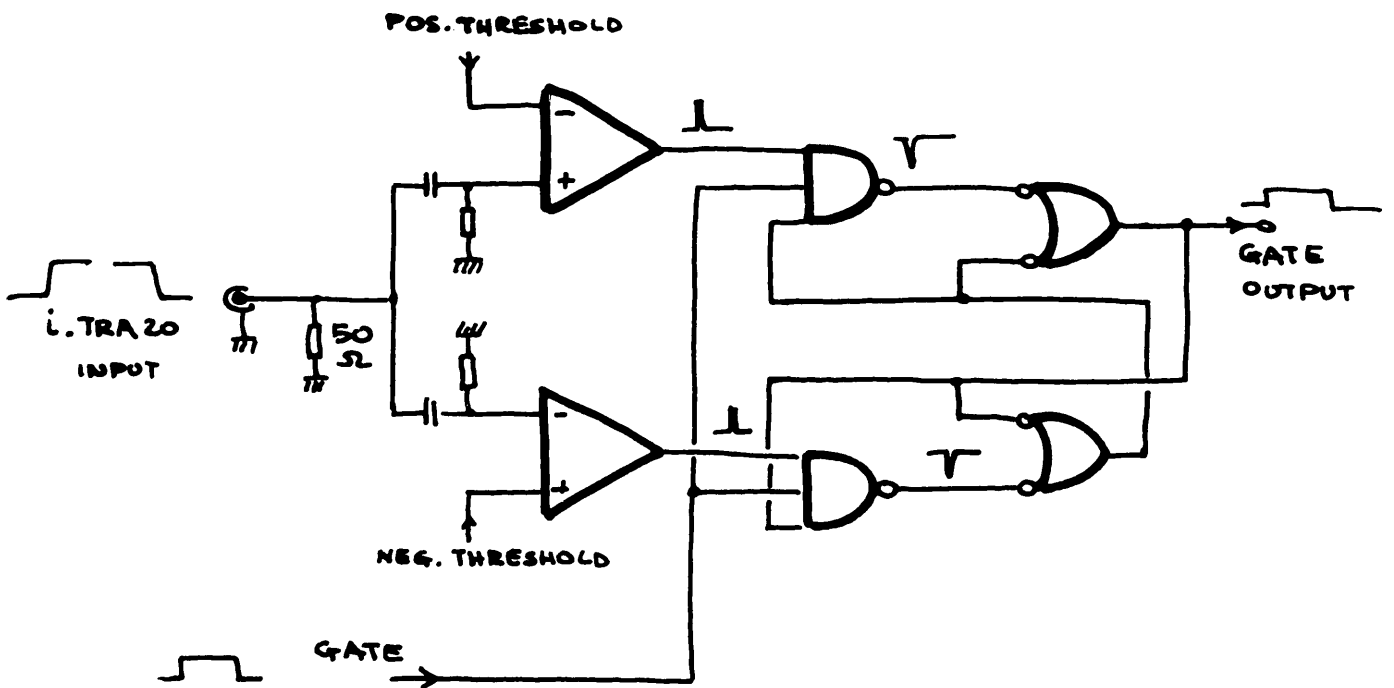 POS. THRESHOLD
-
+
i. TRA 20
INPUT
50
Ω
GATE
OUTPUT
-
+
NEG. THRESHOLD
GATE